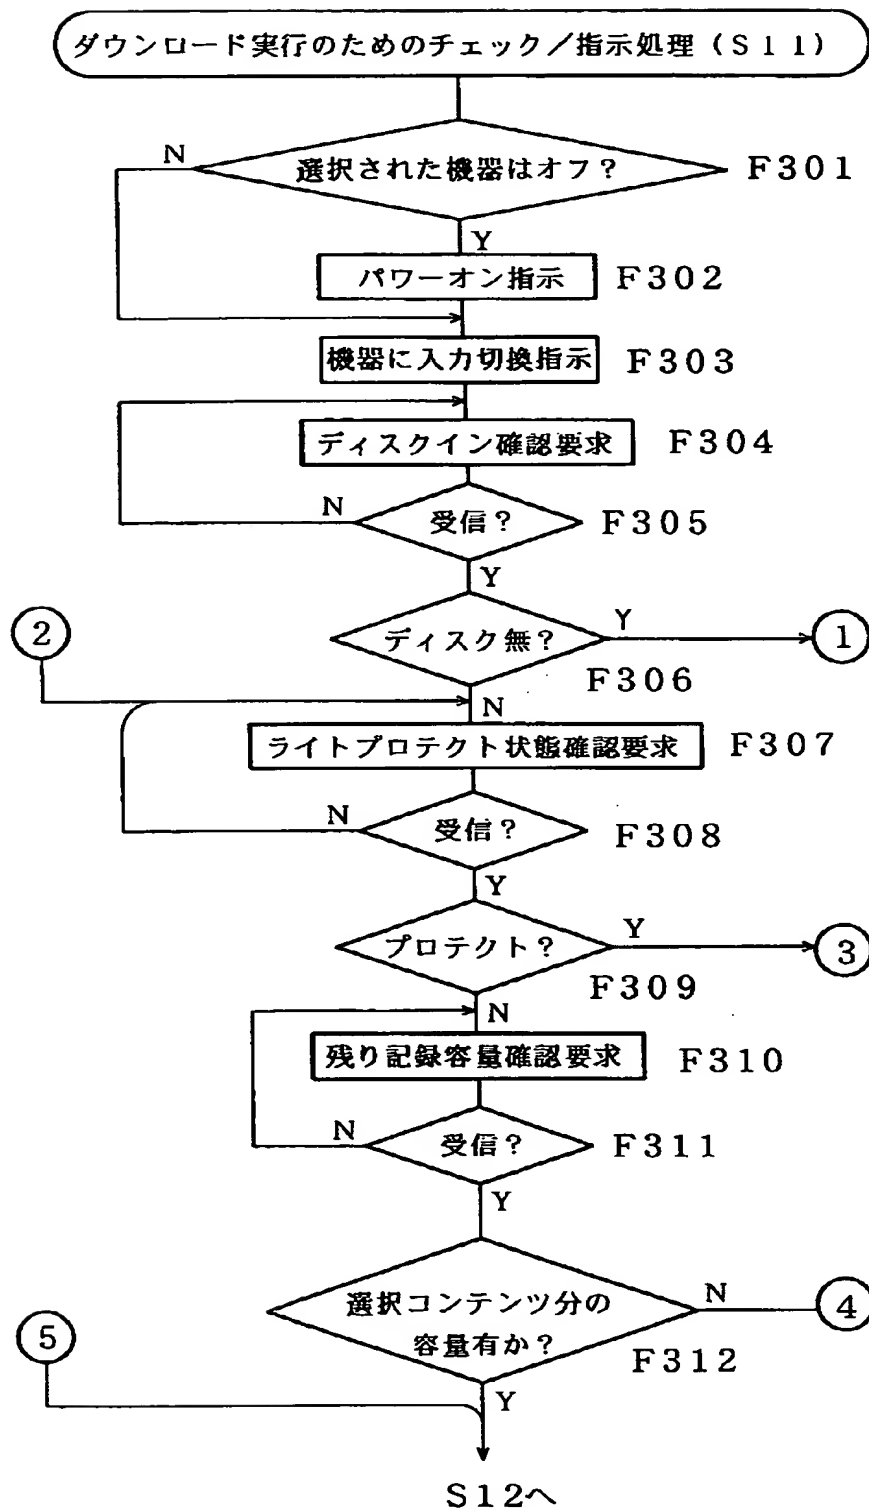 ダウンロード実行のためのチェック／指示処理（Ｓ１１）
N
選択された機器はオフ？
F301
Y
パワーオン指示
F302
機器に入力切換指示
F303
ディスクイン確認要求
F304
N
受信？
F305
Y
2
ディスク無？
Y
1
F306
N
ライトプロテクト状態確認要求
F307
N
受信？
F308
Y
プロテクト？
Y
3
F309
N
残り記録容量確認要求
F310
N
受信？
F311
Y
選択コンテンツ分の
容量有か？
N
4
F312
5
Y
S12へ